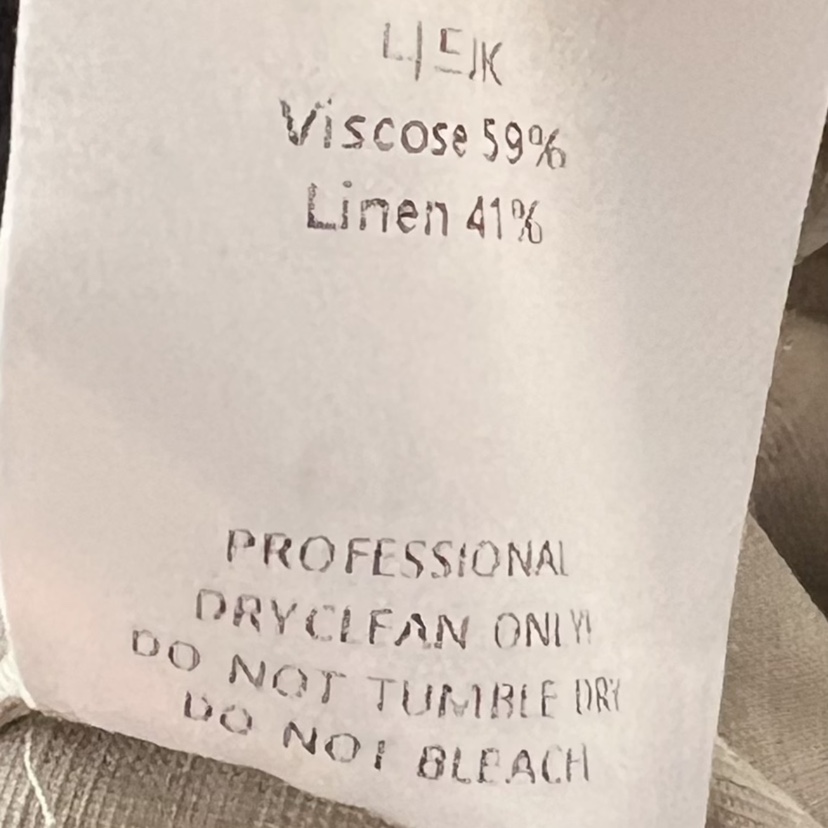 Viscose 59%
Linen 41%
PROFESSIONAL
DRYCLEAN ONLY!
DO NOT TUMBLE DRY
DO NOT BLEACH